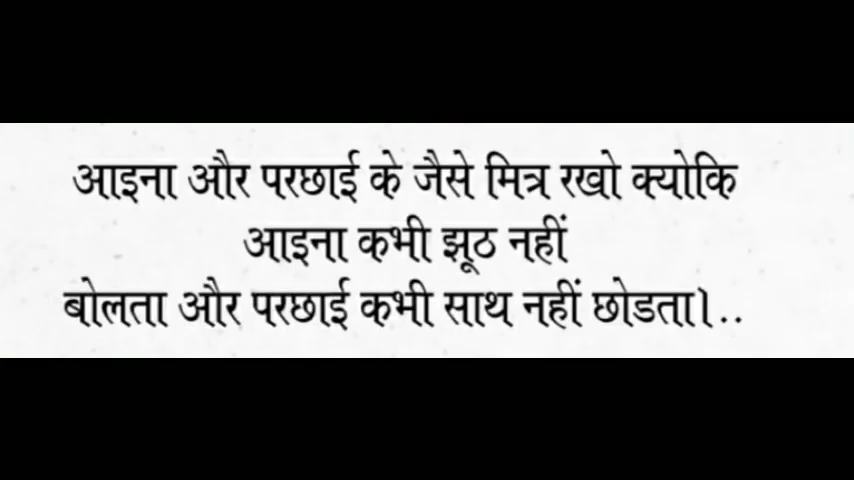 आइना और परछाई के जैसे मित्र रखो क्योकि
आइना कभी झूठ नहीं
बोलता और परछाई कभी साथ नहीं छोडता।..